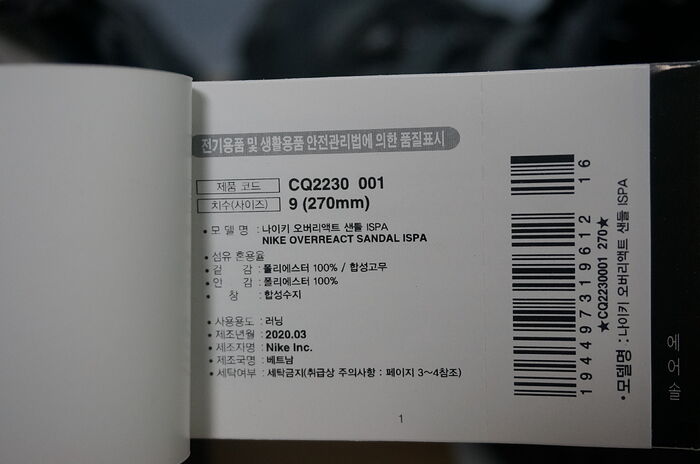 전기용품 및 생활용품 안전관리법에 의한 품질표시
제품 코드 CQ2230 001
치수(사이즈) 9 (270mm)
• 모 델 명 : 나이키 오버리액트 샌들 ISPA
NIKE OVERREACT SANDAL ISPA
• 섬유 혼용율
• 겉 감 : 폴리에스터 100% / 합성고무
• 안 감 : 폴리에스터 100%
• 창 : 합성수지
• 사용용도 : 러닝
• 제조년월 : 2020.03
• 제조자명 : Nike Inc.
• 제조국명 : 베트남
• 세탁여부 : 세탁금지(취급상 주의사항 : 페이지 3~4참조)
1
194497319612 16
★CQ2230001 270★
• 모델명 : 나이키 오버리액트 샌들 ISPA
에어솔